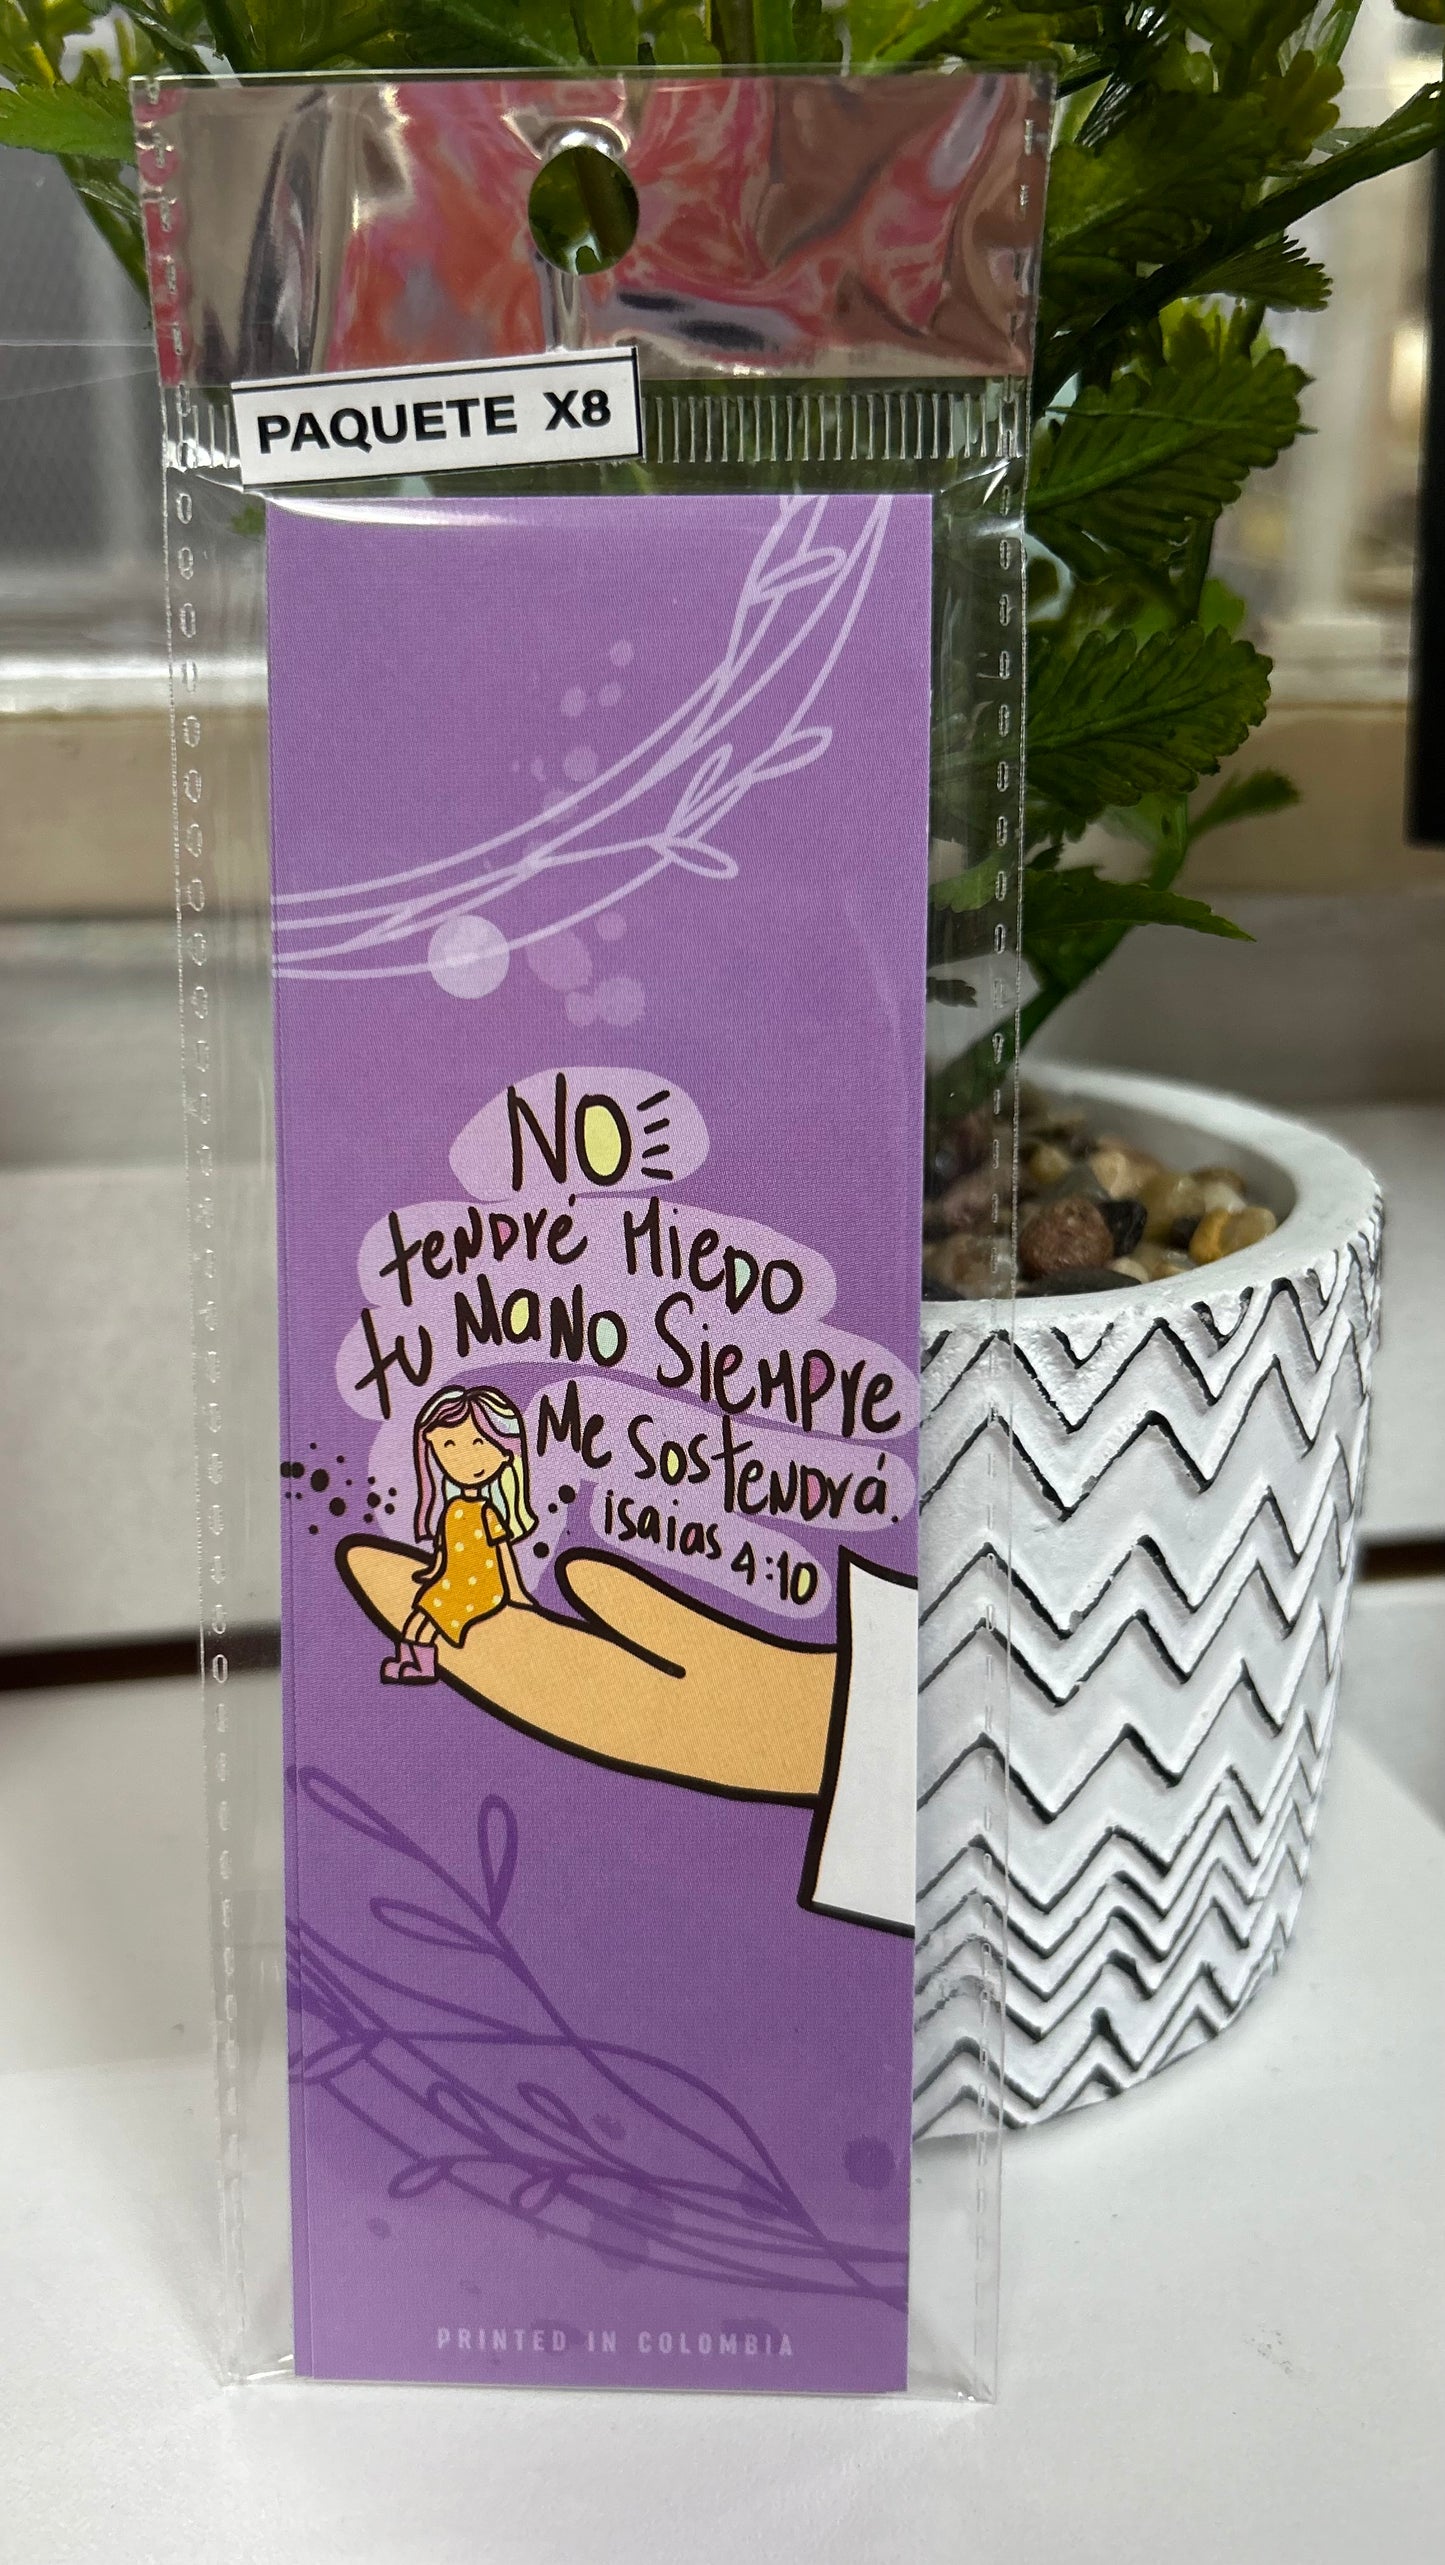 PAQUETE X8
NO
tENDré MiEDO
tu MaNo SiEMPre
Me SostENDrá.
isaias 4:10
PRINTED IN COLOMBIA